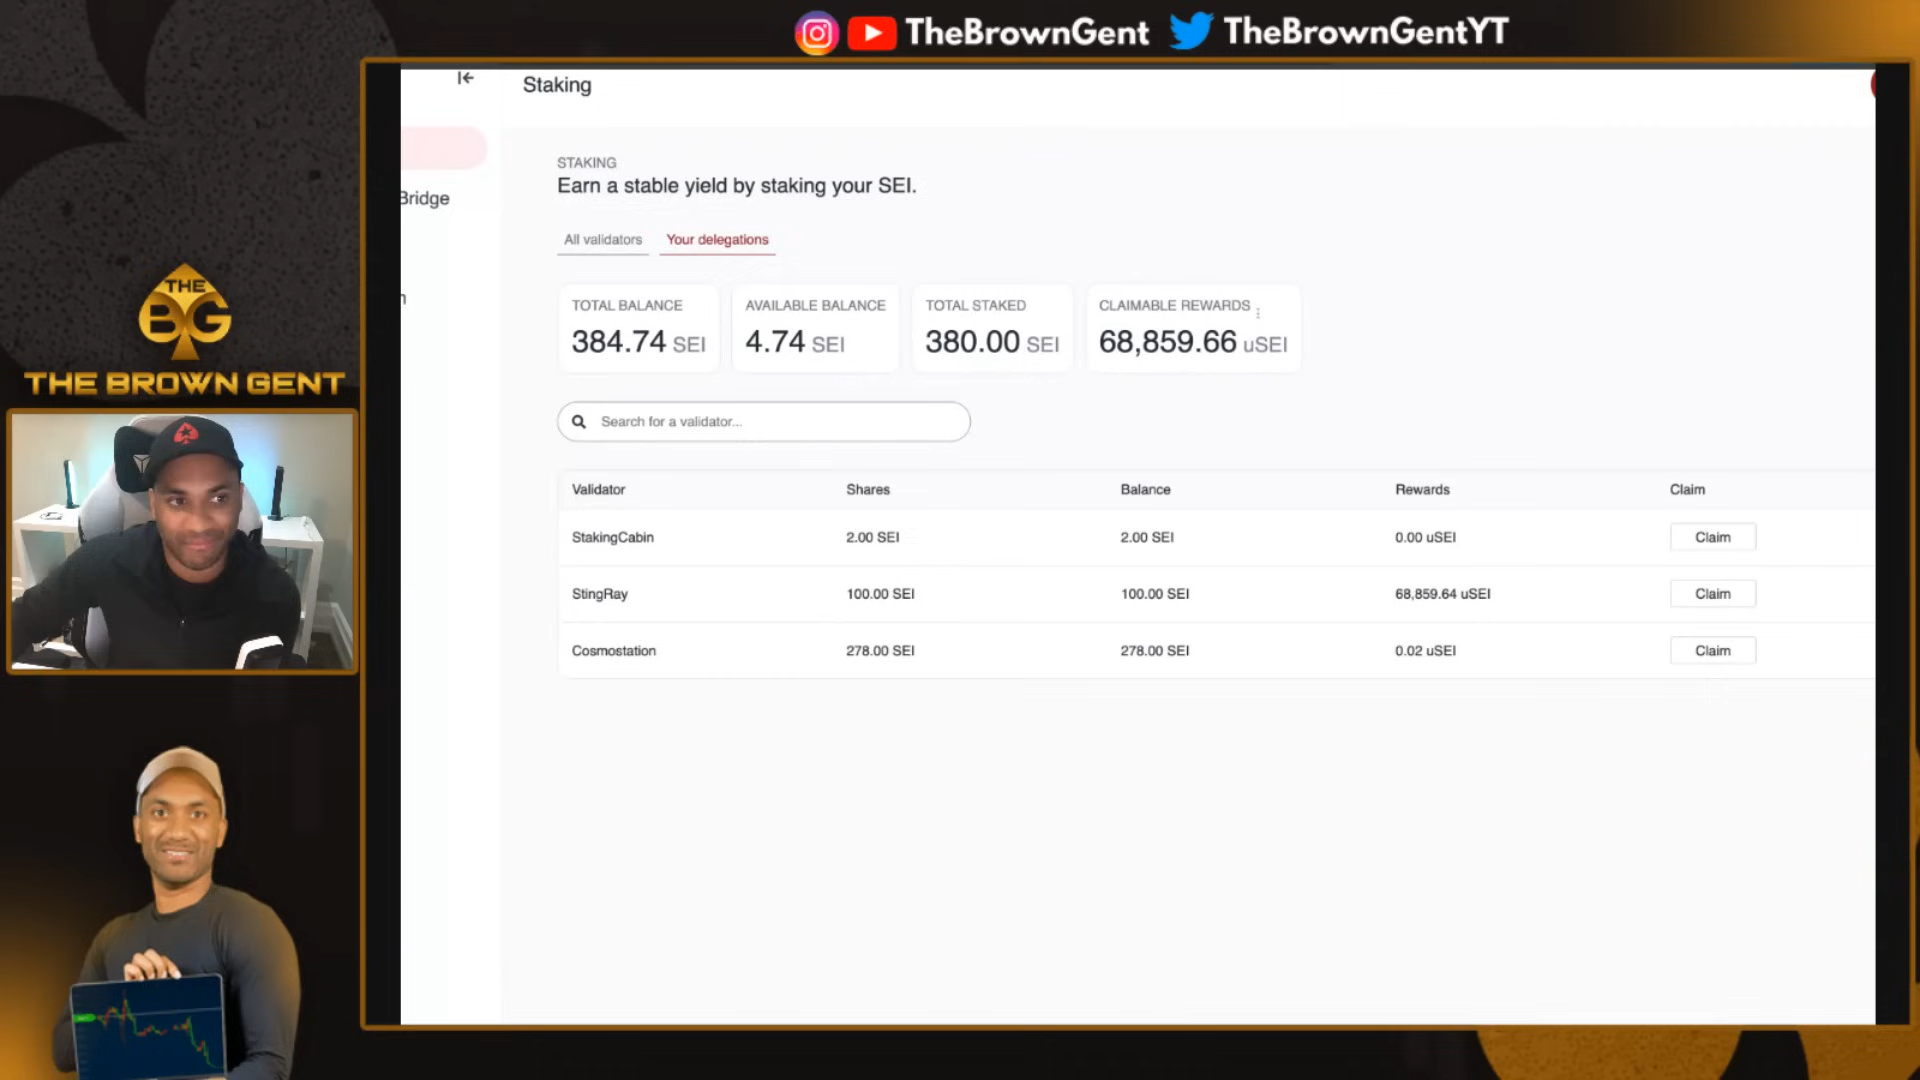 TheBrownGent TheBrownGentYT
Staking
STAKING
Earn a stable yield by staking your SEI.
Bridge
All validators Your delegations
TOTAL BALANCE AVAILABLE BALANCE TOTAL STAKED CLAIMABLE REWARDS
384.74 SEI 4.74 SEI 380.00 SEI 68,859.66 uSEI
Search for a validator...
Validator Shares Balance Rewards Claim
StakingCabin 2.00 SEI 2.00 SEI 0.00 uSEI Claim
StingRay 100.00 SEI 100.00 SEI 68,859.64 uSEI Claim
Cosmostation 278.00 SEI 278.00 SEI 0.02 uSEI Claim
THE
BG
THE BROWN GENT